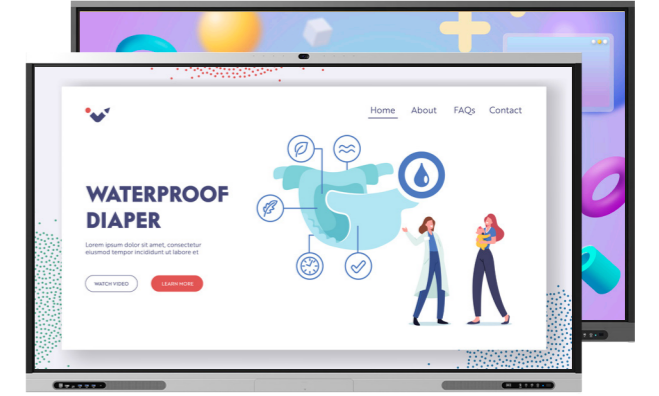 Home About FAQs Contact
WATERPROOF
DIAPER
Lorem ipsum dolor sit amet, consectetur
eiusmod tempor incididunt ut labore et
WATCH VIDEO LEARN MORE